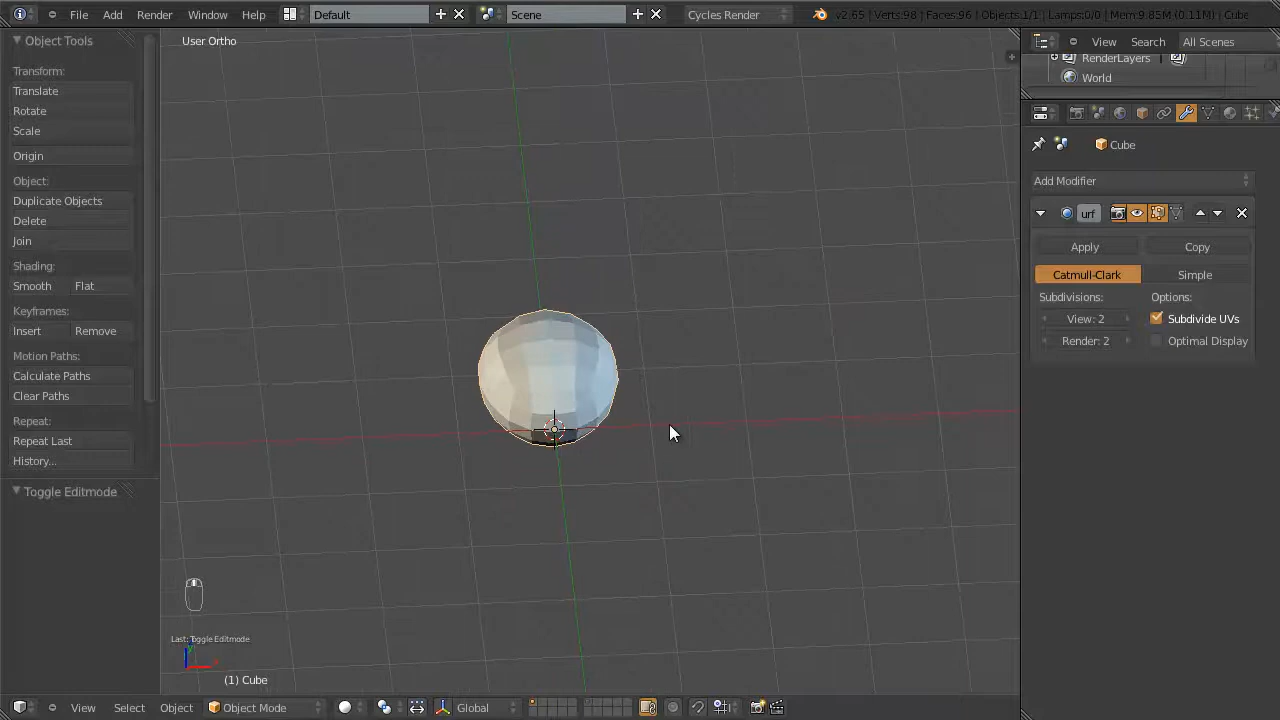 File Add Render Window Help Default Scene Cycles Render v2.65 | Verts:98 | Faces:96 | Objects:1/1 | Lamps:0/0 | Mem:9.85M (0.11M) | Cube
Object Tools
Transform:
Translate
Rotate
Scale
Origin
Object:
Duplicate Objects
Delete
Join
Shading:
Smooth Flat
Keyframes:
Insert Remove
Motion Paths:
Calculate Paths
Clear Paths
Repeat:
Repeat Last
History...
Toggle Editmode
User Ortho
Last: Toggle Editmode
(1) Cube
View Select Object Object Mode Global
View Search All Scenes
RenderLayers
World
Cube
Add Modifier
urf
Apply Copy
Catmull-Clark Simple
Subdivisions: Options:
View: 2 Subdivide UVs
Render: 2 Optimal Display